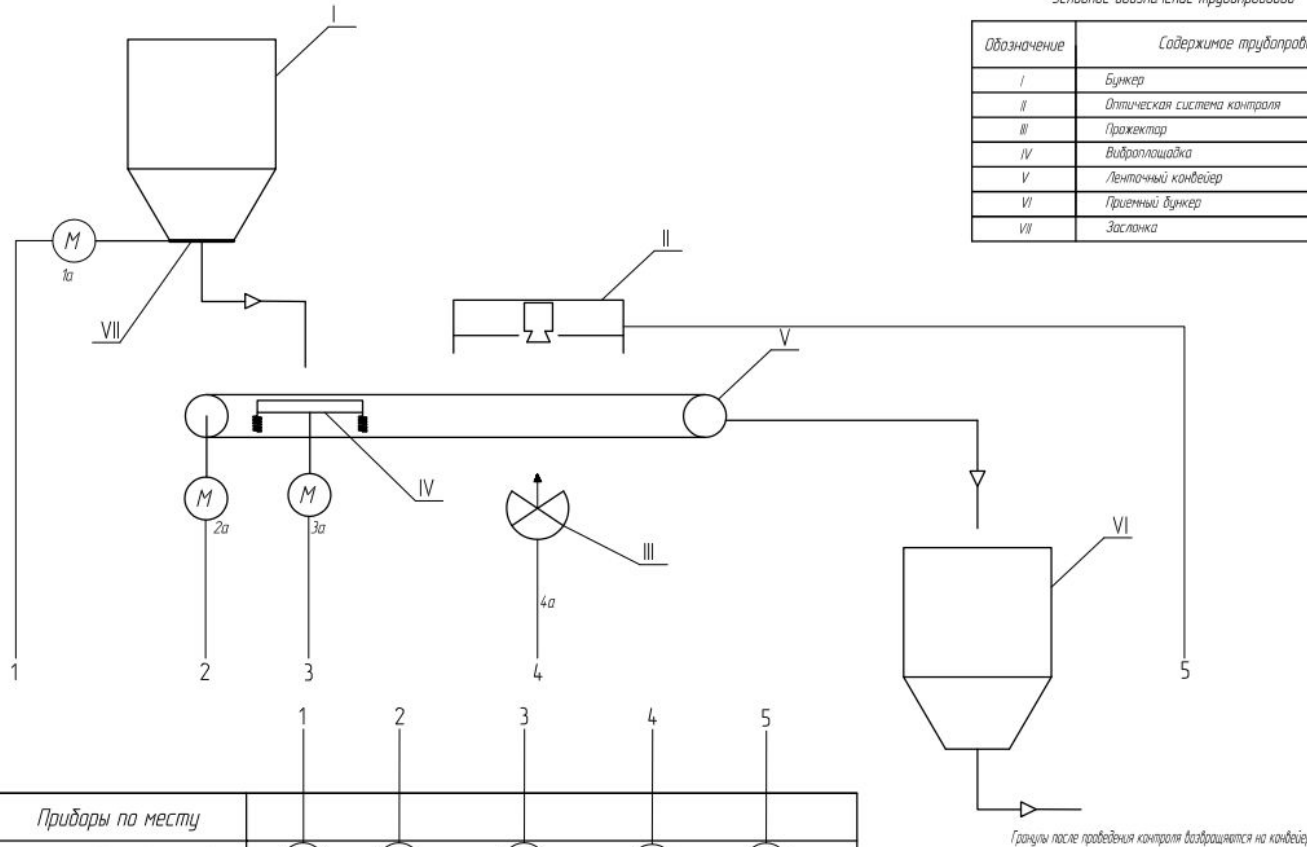 I
Условное обозначение трубопроводов
Обозначение Содержимое трубопров
I Бункер
II Оптическая система контроля
III Прожектор
IV Виброплощадка
V Ленточный конвейер
VI Приемный бункер
VII Заслонка
M
1а
VII
II
V
M
2а
M
3а
IV
III
4а
VI
1 2 3 4 5
1 2 3 4 5
Приборы по месту
Гранулы после проведения контроля возвращяются на конвейер